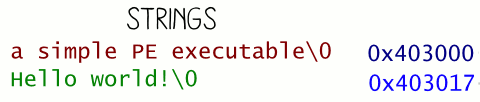 STRINGS
a simple PE executable\0 0x403000
Hello world!\0 0x403017